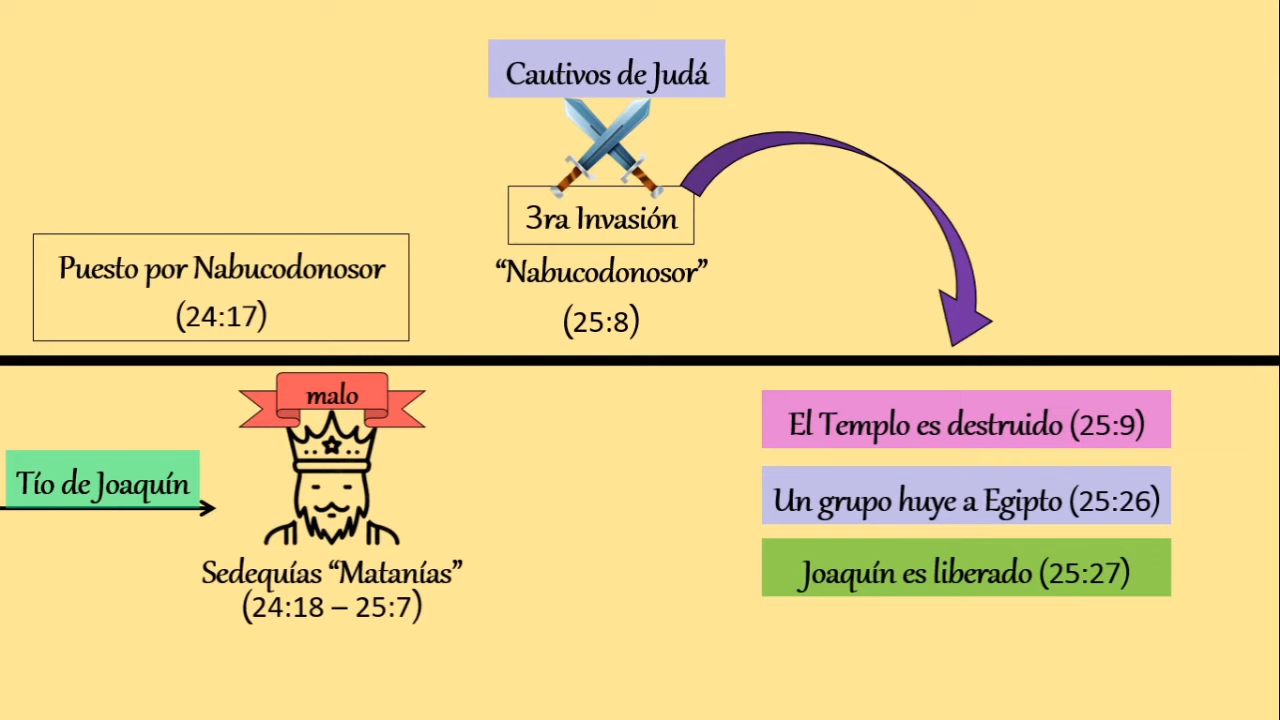 Cautivos de Judá
3ra Invasión
“Nabucodonosor”
(25:8)
Puesto por Nabucodonosor
(24:17)
malo
Tío de Joaquín
Sedequías “Matanías”
(24:18 – 25:7)
El Templo es destruido (25:9)
Un grupo huye a Egipto (25:26)
Joaquín es liberado (25:27)